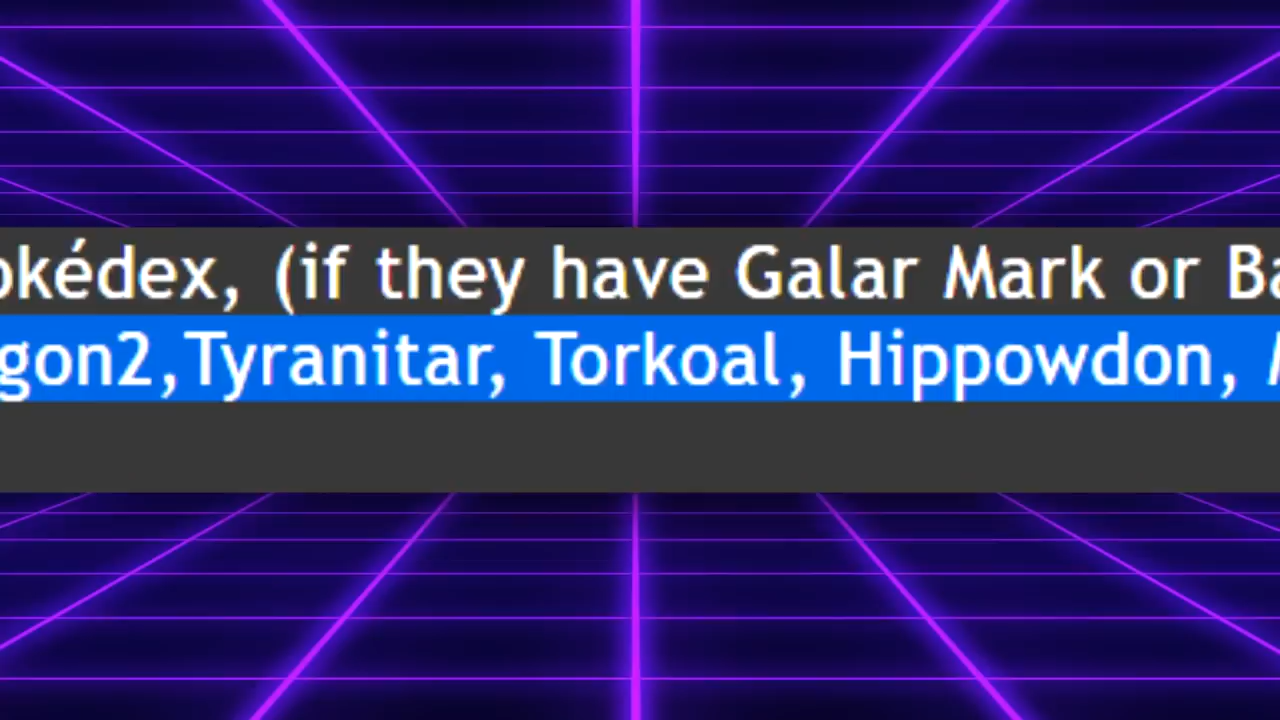 okédex, (if they have Galar Mark or Ba
gon2,Tyranitar, Torkoal, Hippowdon,